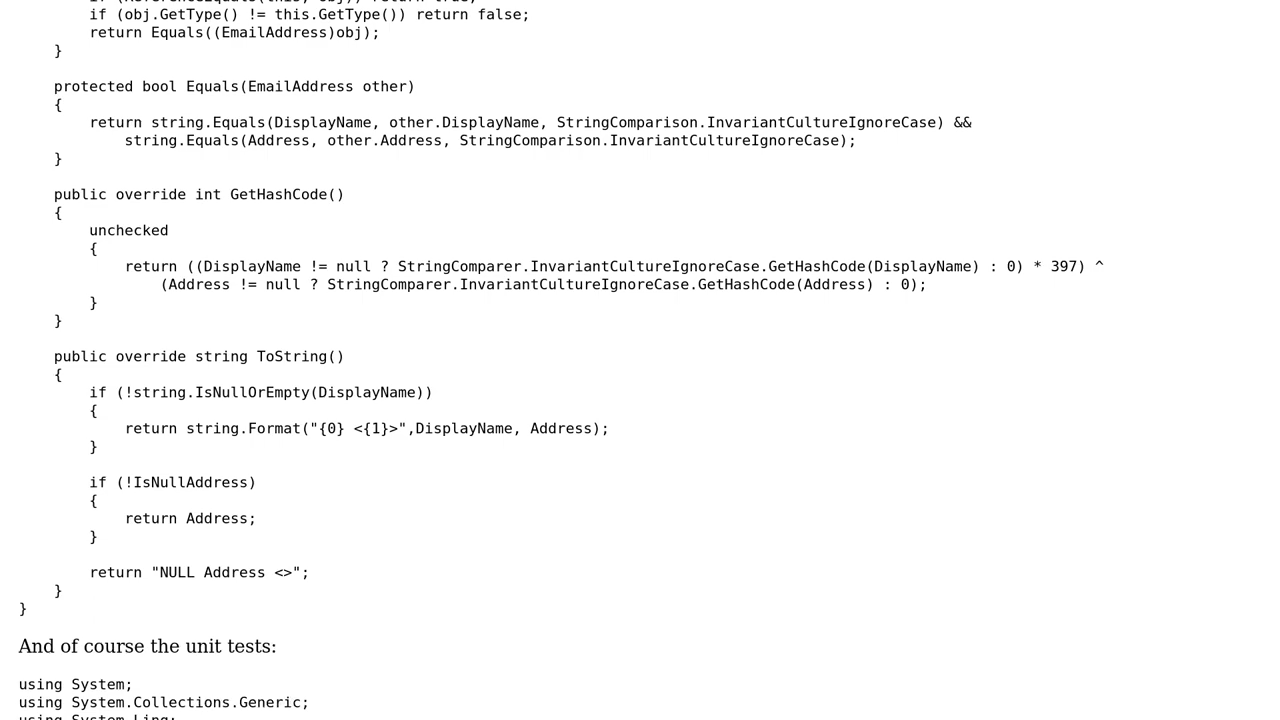 if (obj.GetType() != this.GetType()) return false;
return Equals((EmailAddress)obj);
}
protected bool Equals(EmailAddress other)
{
return string.Equals(DisplayName, other.DisplayName, StringComparison.InvariantCultureIgnoreCase) &&
string.Equals(Address, other.Address, StringComparison.InvariantCultureIgnoreCase);
}
public override int GetHashCode()
{
unchecked
{
return ((DisplayName != null ? StringComparer.InvariantCultureIgnoreCase.GetHashCode(DisplayName) : 0) * 397) ^
(Address != null ? StringComparer.InvariantCultureIgnoreCase.GetHashCode(Address) : 0);
}
}
public override string ToString()
{
if (!string.IsNullOrEmpty(DisplayName))
{
return string.Format("{0} <{1}>",DisplayName, Address);
}
if (!IsNullAddress)
{
return Address;
}
return "NULL Address <>";
}
}
And of course the unit tests:
using System;
using System.Collections.Generic;
using System.Linq;